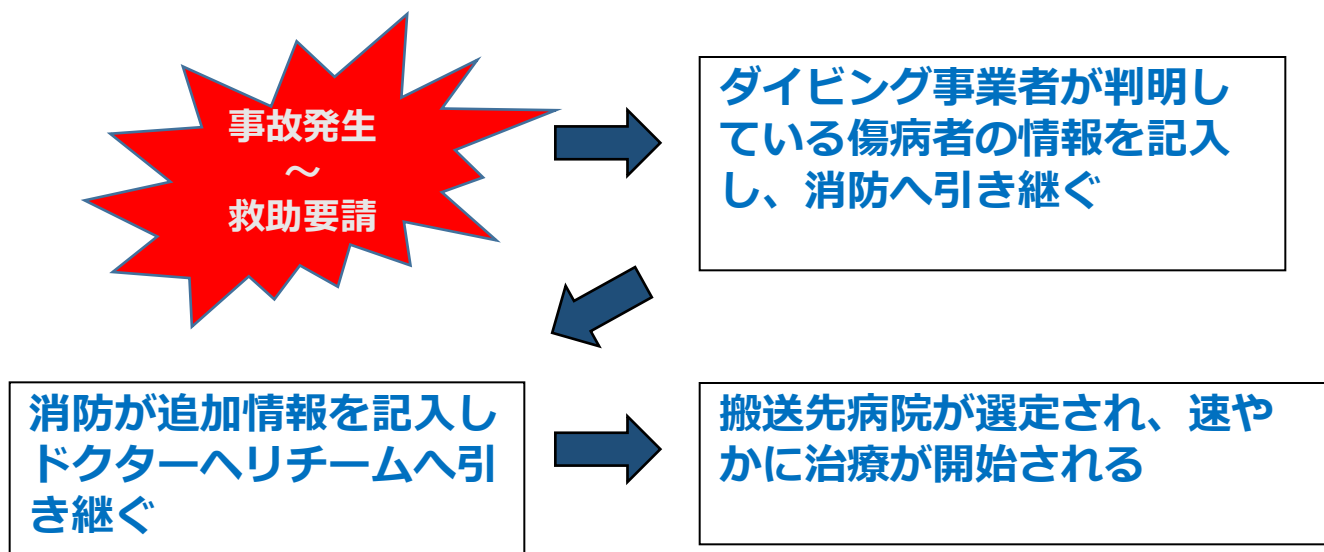 事故発生
～
救助要請
ダイビング事業者が判明し
ている傷病者の情報を記入
し、消防へ引き継ぐ
消防が追加情報を記入し
ドクターヘリチームへ引
き継ぐ
搬送先病院が選定され、速や
かに治療が開始される